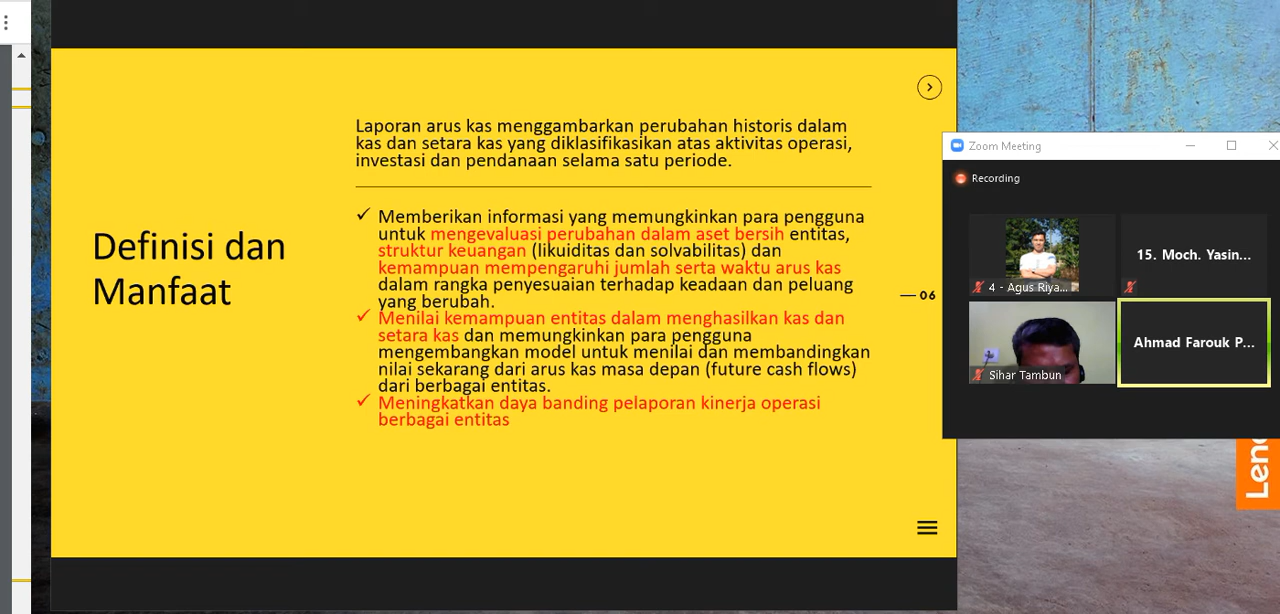 Laporan arus kas menggambarkan perubahan historis dalam
kas dan setara kas yang diklasifikasikan atas aktivitas operasi,
investasi dan pendanaan selama satu periode.
Definisi dan
Manfaat
✓ Memberikan informasi yang memungkinkan para pengguna
untuk mengevaluasi perubahan dalam aset bersih entitas,
struktur keuangan (likuiditas dan solvabilitas) dan
kemampuan mempengaruhi jumlah serta waktu arus kas
dalam rangka penyesuaian terhadap keadaan dan peluang
yang berubah.
✓ Menilai kemampuan entitas dalam menghasilkan kas dan
setara kas dan memungkinkan para pengguna
mengembangkan model untuk menilai dan membandingkan
nilai sekarang dari arus kas masa depan (future cash flows)
dari berbagai entitas.
✓ Meningkatkan daya banding pelaporan kinerja operasi
berbagai entitas
— 06
Zoom Meeting
Recording
4 - Agus Riya...
15. Moch. Yasin...
Sihar Tambun
Ahmad Farouk P...
Leno